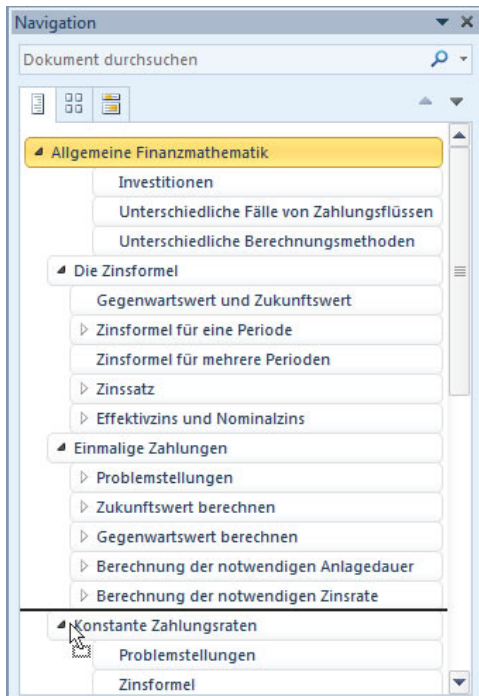 Navigation
Dokument durchsuchen
Allgemeine Finanzmathematik
Investitionen
Unterschiedliche Fälle von Zahlungsflüssen
Unterschiedliche Berechnungsmethoden
Die Zinsformel
Gegenwartswert und Zukunftswert
Zinsformel für eine Periode
Zinsformel für mehrere Perioden
Zinssatz
Effektivzins und Nominalzins
Einmalige Zahlungen
Problemstellungen
Zukunftswert berechnen
Gegenwartswert berechnen
Berechnung der notwendigen Anlagedauer
Berechnung der notwendigen Zinsrate
Konstante Zahlungsraten
Problemstellungen
Zinsformel